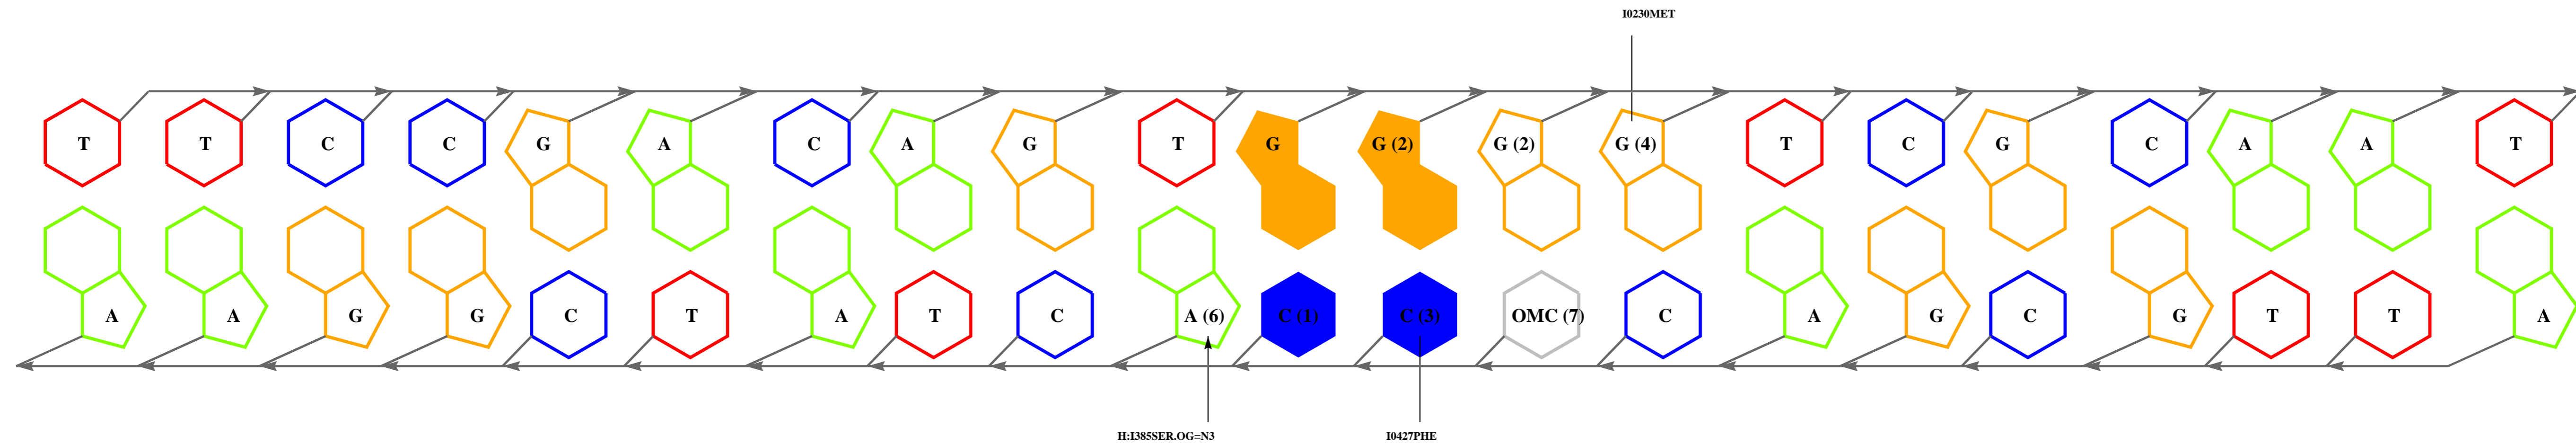 I0230MET
T T C C G A C A G T G G (2) G (2) G (4) T C G C A A T
A A G G C T A T C A (6) C (1) C (3) OMC (7) C A G C G T T A
H:I385SER.OG=N3 I0427PHE